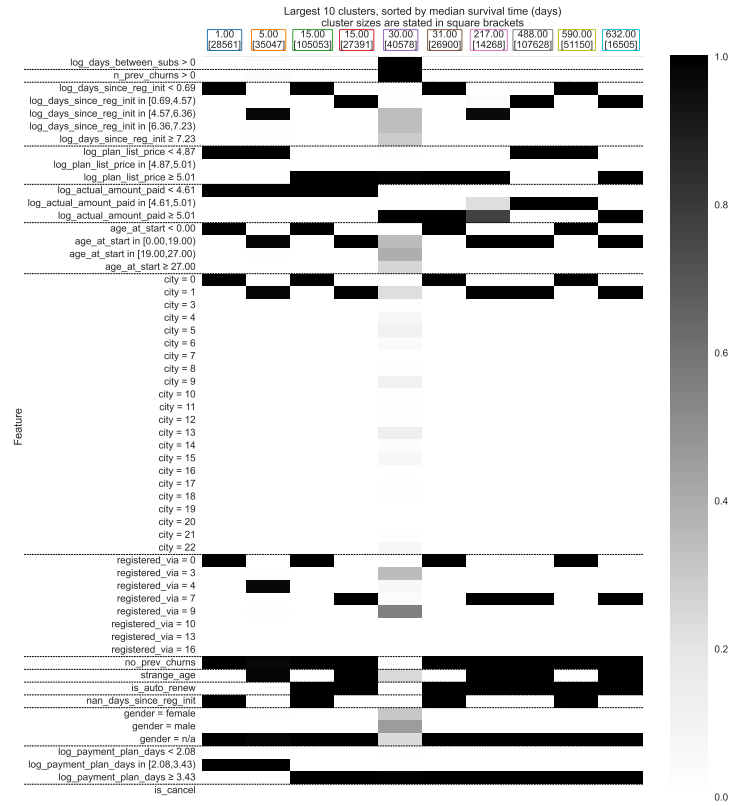 Largest 10 clusters, sorted by median survival time (days)
cluster sizes are stated in square brackets
1.00 5.00 15.00 15.00 30.00 31.00 217.00 488.00 590.00 632.00
[28561] [35047] [105053] [27391] [40578] [26900] [14268] [107628] [51150] [16505]
log_days_between_subs > 0
n_prev_churns > 0
log_days_since_reg_init < 0.69
log_days_since_reg_init in [0.69,4.57)
log_days_since_reg_init in [4.57,6.36)
log_days_since_reg_init in [6.36,7.23)
log_days_since_reg_init ≥ 7.23
log_plan_list_price < 4.87
log_plan_list_price in [4.87,5.01)
log_plan_list_price ≥ 5.01
log_actual_amount_paid < 4.61
log_actual_amount_paid in [4.61,5.01)
log_actual_amount_paid ≥ 5.01
age_at_start < 0.00
age_at_start in [0.00,19.00)
age_at_start in [19.00,27.00)
age_at_start ≥ 27.00
city = 0
city = 1
city = 3
city = 4
city = 5
city = 6
city = 7
city = 8
city = 9
city = 10
city = 11
city = 12
city = 13
city = 14
city = 15
city = 16
city = 17
city = 18
city = 19
city = 20
city = 21
city = 22
registered_via = 0
registered_via = 3
registered_via = 4
registered_via = 7
registered_via = 9
registered_via = 10
registered_via = 13
registered_via = 16
no_prev_churns
strange_age
is_auto_renew
nan_days_since_reg_init
gender = female
gender = male
gender = n/a
log_payment_plan_days < 2.08
log_payment_plan_days in [2.08,3.43)
log_payment_plan_days ≥ 3.43
is_cancel
Feature
1.0
0.8
0.6
0.4
0.2
0.0